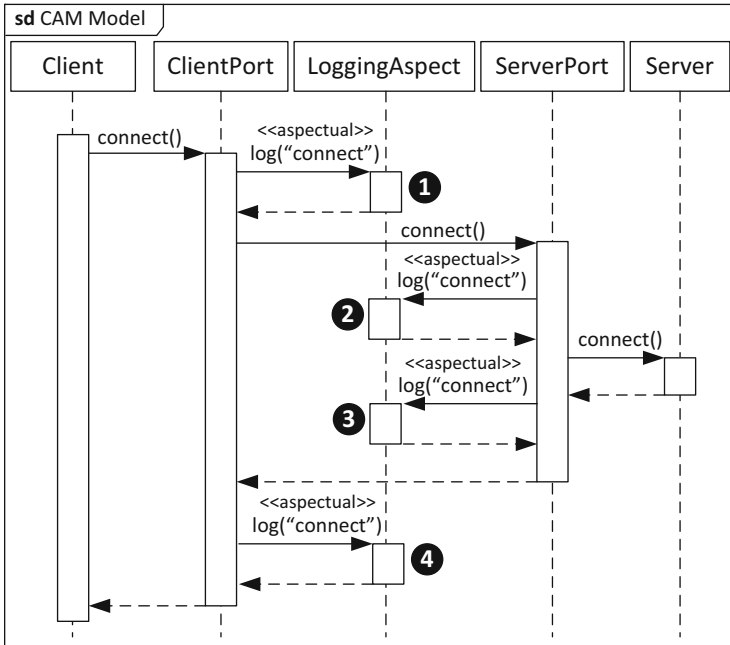 sd CAM Model
Client
ClientPort
LoggingAspect
ServerPort
Server
connect()
<<aspectual>>
log(“connect”)
1
connect()
<<aspectual>>
log(“connect”)
2
connect()
<<aspectual>>
log(“connect”)
3
<<aspectual>>
log(“connect”)
4